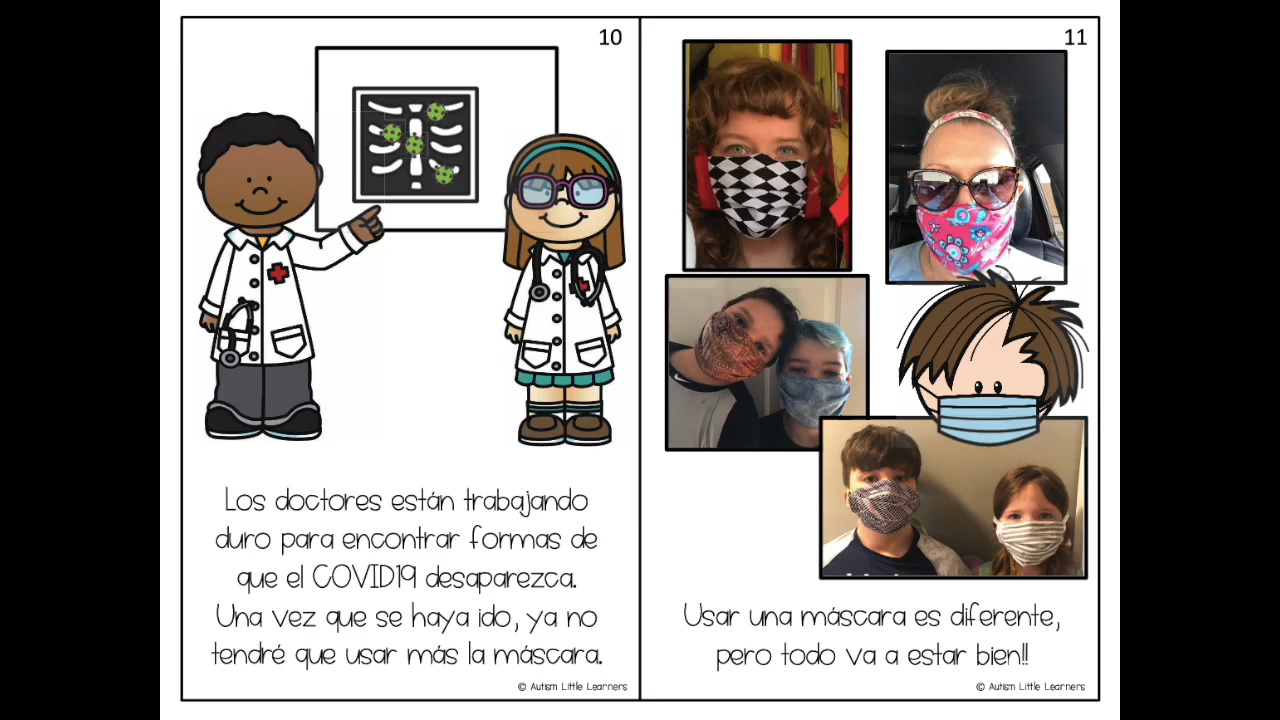 10
Los doctores están trabajando
duro para encontrar formas de
que el COVID19 desaparezca.
Una vez que se haya ido, ya no
tendré que usar más la máscara.
© Autism Little Learners
11
Usar una máscara es diferente,
pero todo va a estar bien!!
© Autism Little Learners